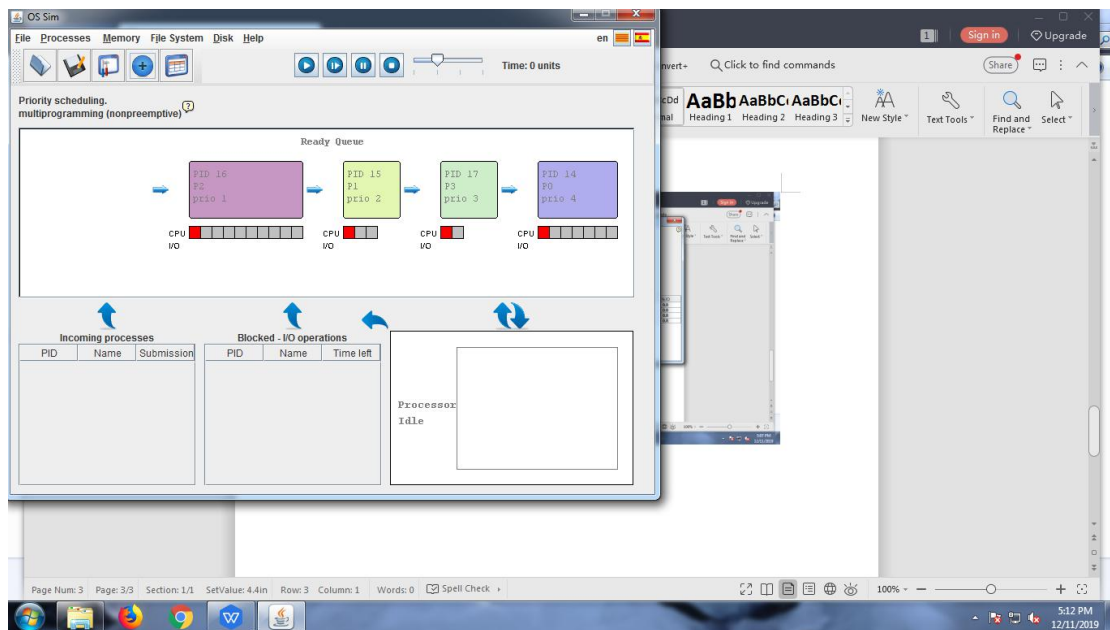 OS Sim
File Processes Memory File System Disk Help
en
Time: 0 units
Priority scheduling.
multiprogramming (nonpreemptive)
?
Ready Queue
PID 16
P2
prio 1
PID 15
P1
prio 2
PID 17
P3
prio 3
PID 14
P0
prio 4
CPU
I/O
CPU
I/O
CPU
I/O
CPU
I/O
Incoming processes
PID Name Submission
Blocked - I/O operations
PID Name Time left
Processor
Idle
1
Sign in
Upgrade
nvert+
Click to find commands
Share
cDd
AaBb AaBbC AaBbC
mal Heading 1 Heading 2 Heading 3
New Style
Text Tools
Find and
Replace
Select
Page Num: 3 Page: 3/3 Section: 1/1 SetValue: 4.4in Row: 3 Column: 1 Words: 0 Spell Check
100%
5:12 PM
12/11/2019